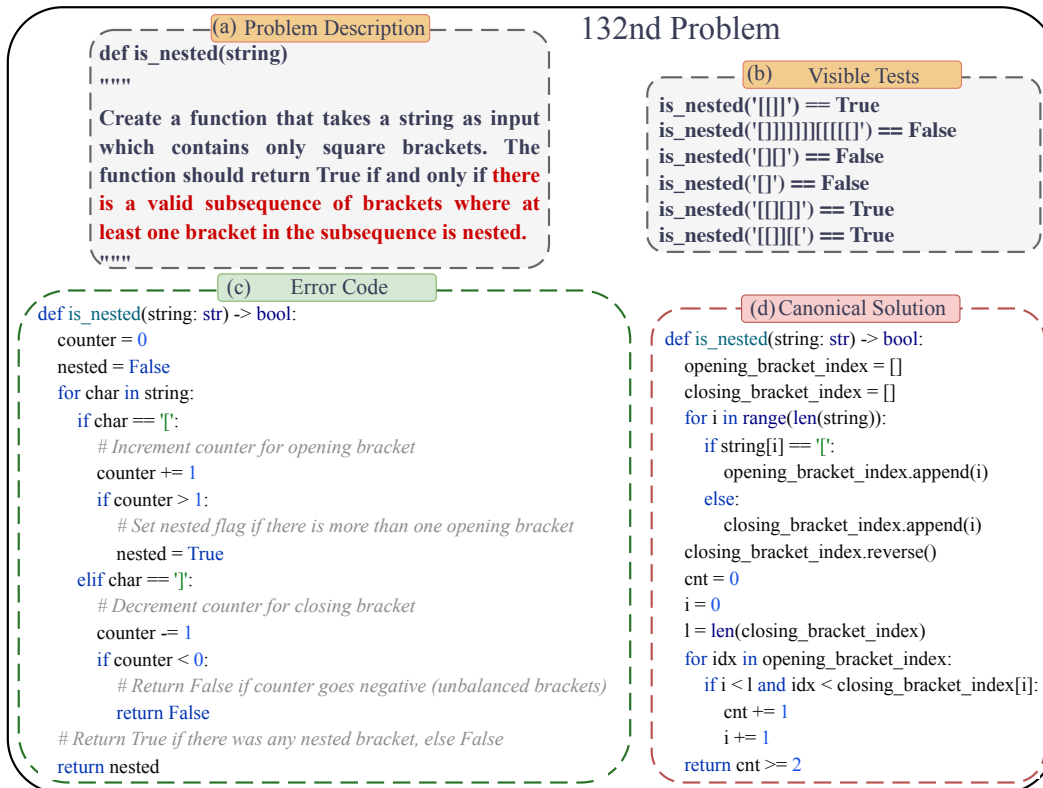 132nd Problem
(a) Problem Description
def is_nested(string)
"""
Create a function that takes a string as input
which contains only square brackets. The
function should return True if and only if there
is a valid subsequence of brackets where at
least one bracket in the subsequence is nested.
"""
(b) Visible Tests
is_nested('[[]]') == True
is_nested('[]]]]]]][[[[[]') == False
is_nested('[][]') == False
is_nested('[]') == False
is_nested('[[][]]') == True
is_nested('[[]][[') == True
(c) Error Code
def is_nested(string: str) -> bool:
counter = 0
nested = False
for char in string:
if char == '[':
# Increment counter for opening bracket
counter += 1
if counter > 1:
# Set nested flag if there is more than one opening bracket
nested = True
elif char == ']':
# Decrement counter for closing bracket
counter -= 1
if counter < 0:
# Return False if counter goes negative (unbalanced brackets)
return False
# Return True if there was any nested bracket, else False
return nested
(d) Canonical Solution
def is_nested(string: str) -> bool:
opening_bracket_index = []
closing_bracket_index = []
for i in range(len(string)):
if string[i] == '[':
opening_bracket_index.append(i)
else:
closing_bracket_index.append(i)
closing_bracket_index.reverse()
cnt = 0
i = 0
l = len(closing_bracket_index)
for idx in opening_bracket_index:
if i < l and idx < closing_bracket_index[i]:
cnt += 1
i += 1
return cnt >= 2